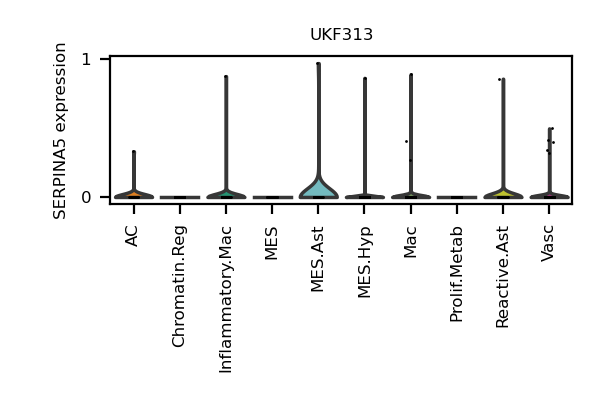 UKF313
SERPINA5 expression
1
0
AC
Chromatin.Reg
Inflammatory.Mac
MES
MES.Ast
MES.Hyp
Mac
Prolif.Metab
Reactive.Ast
Vasc